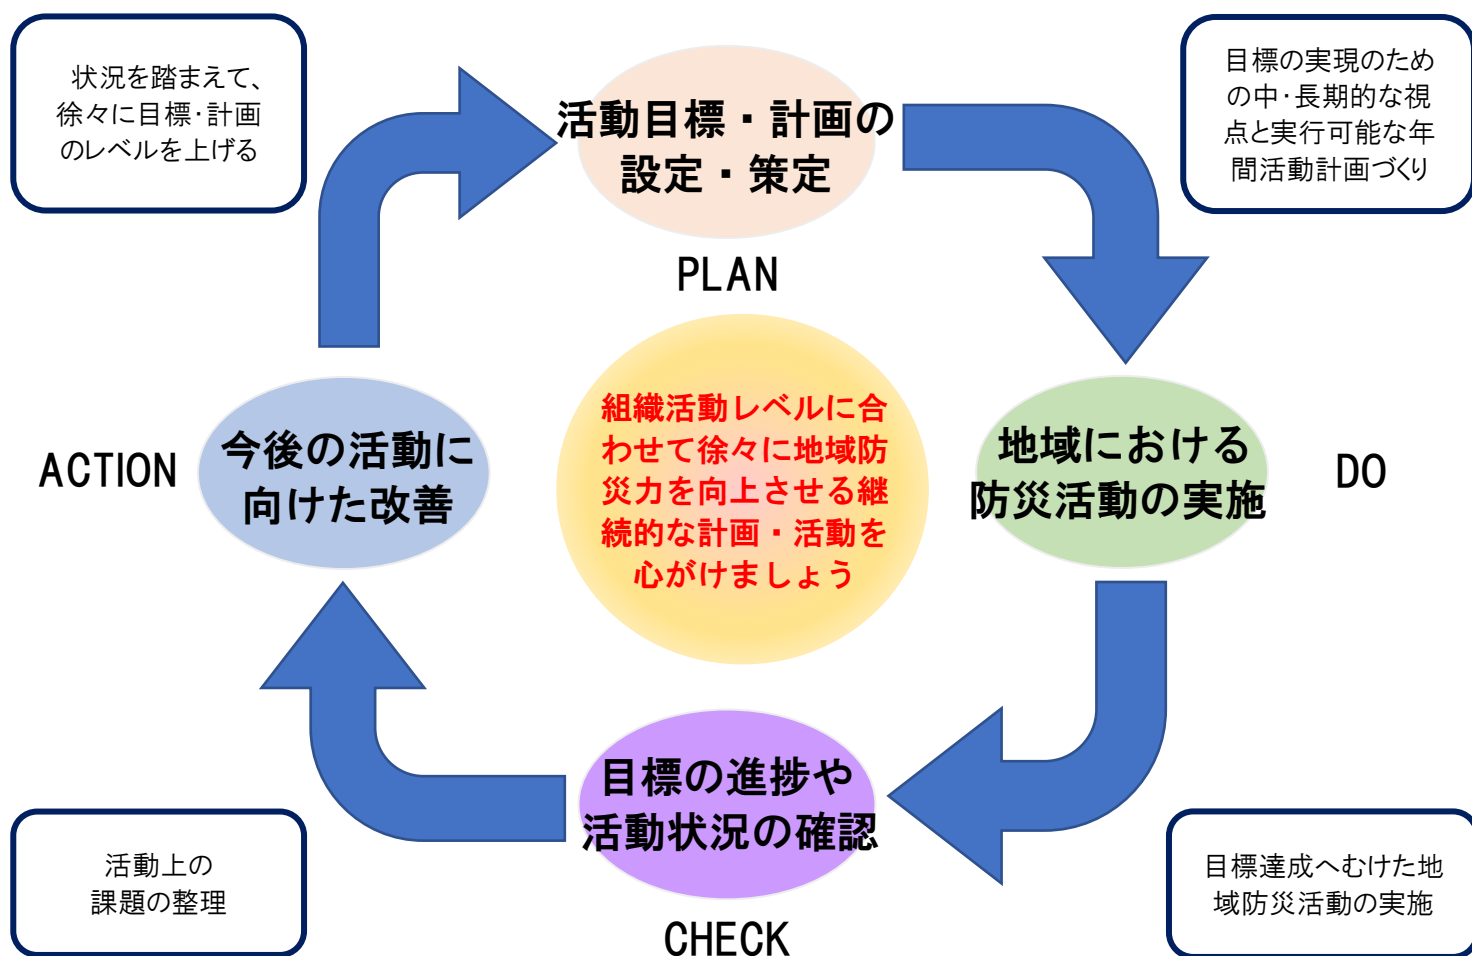 状況を踏まえて、
徐々に目標・計画
のレベルを上げる
活動目標・計画の
設定・策定
PLAN
目標の実現のため
の中・長期的な視
点と実行可能な年
間活動計画づくり
ACTION
今後の活動に
向けた改善
組織活動レベルに合
わせて徐々に地域防
災力を向上させる継
続的な計画・活動を
心がけましょう
地域における
防災活動の実施
DO
活動上の
課題の整理
目標の進捗や
活動状況の確認
CHECK
目標達成へむけた地
域防災活動の実施